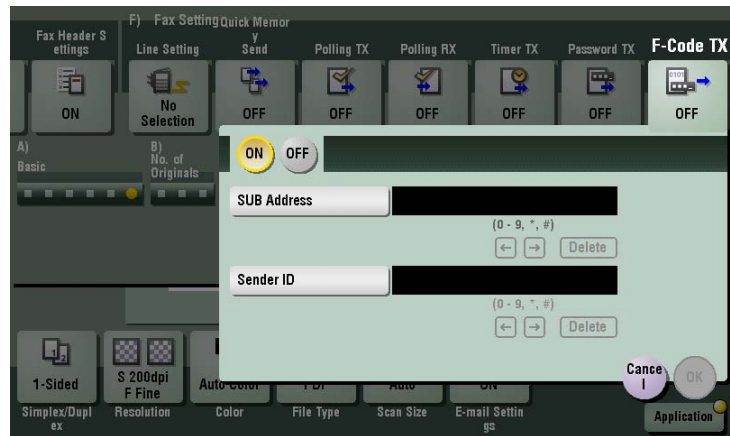 F) Fax Setting
Fax Header S
ettings
Line Setting
Quick Memor
y
Send
Polling TX
Polling RX
Timer TX
Password TX
F-Code TX
ON
No
Selection
OFF
OFF
OFF
OFF
OFF
OFF
A)
Basic
B)
No. of
Originals
ON
OFF
SUB Address
(0 - 9, *, #)
← → Delete
Sender ID
(0 - 9, *, #)
← → Delete
Cance
l
OK
1-Sided
S 200dpi
F Fine
Simplex/Dupl
ex
Resolution
Color
File Type
Scan Size
E-mail Settin
gs
Application